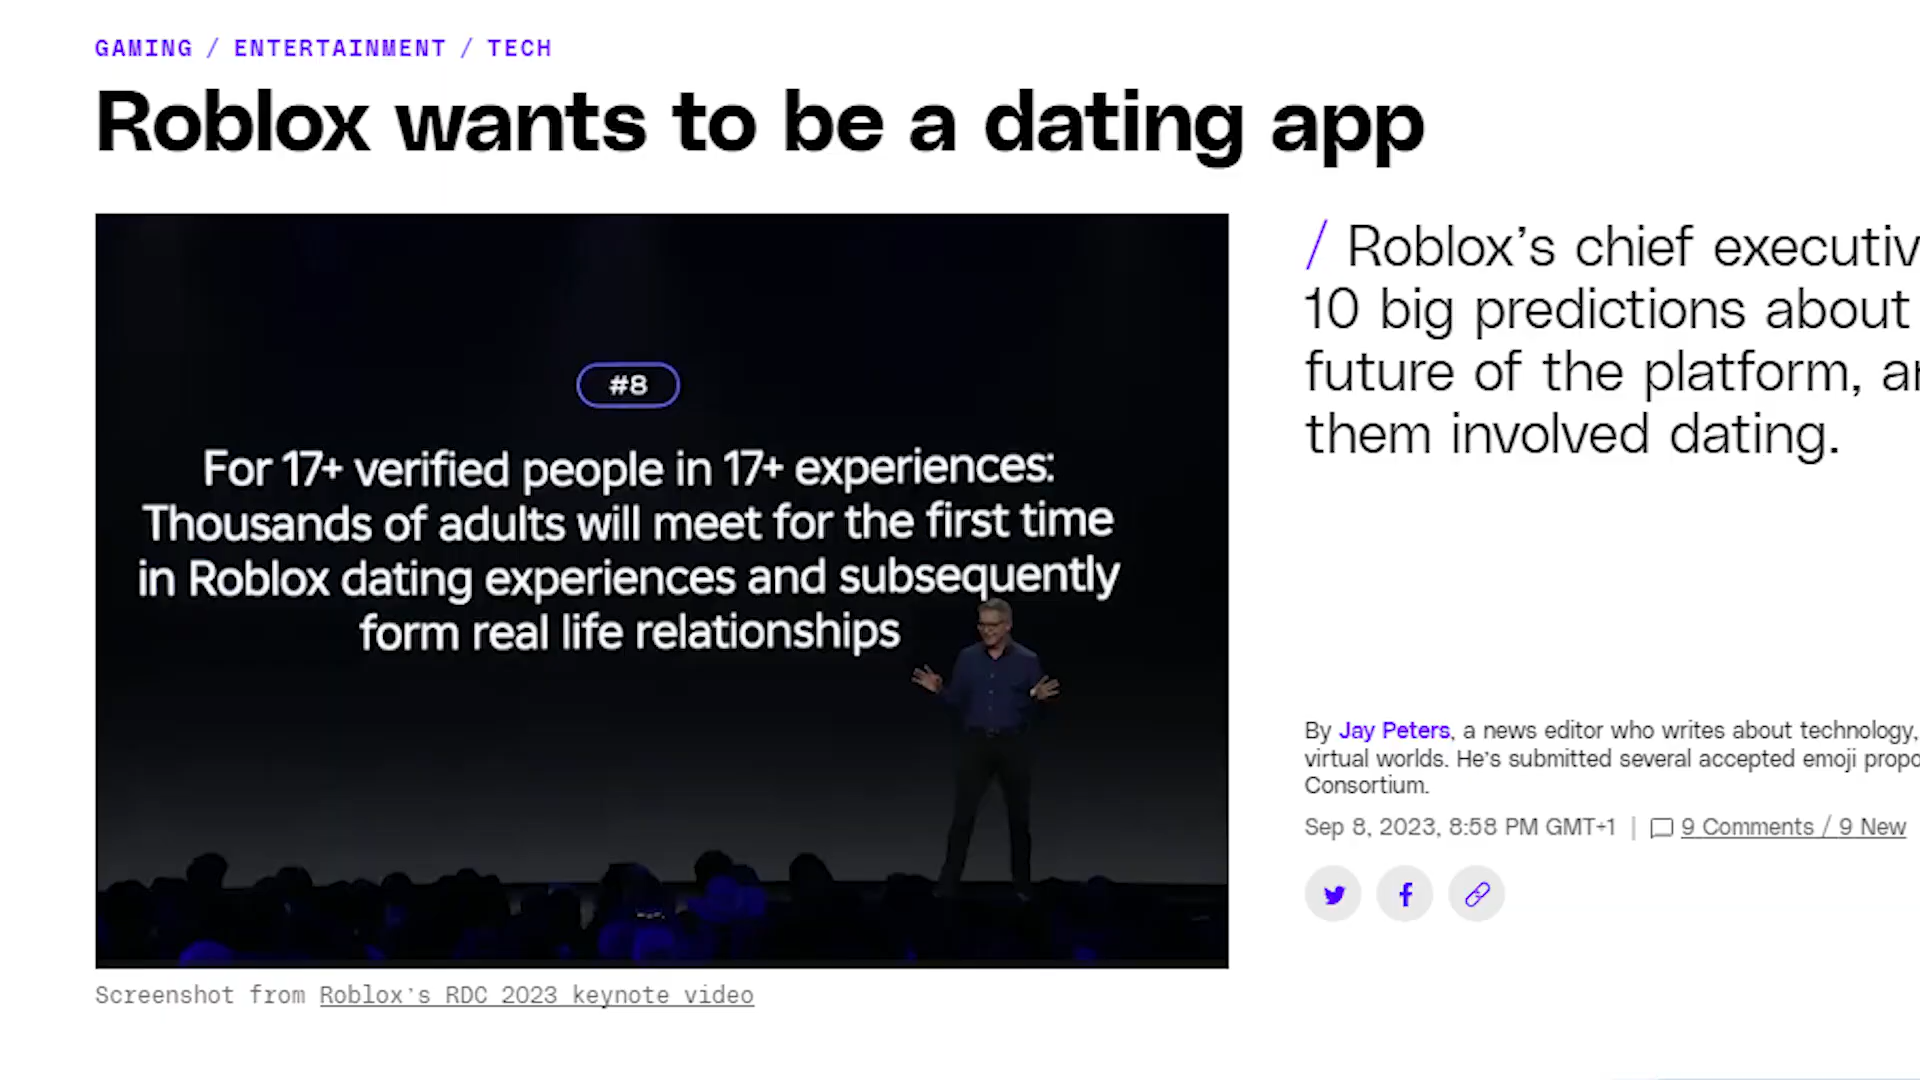 GAMING / ENTERTAINMENT / TECH
Roblox wants to be a dating app
#8
For 17+ verified people in 17+ experiences:
Thousands of adults will meet for the first time
in Roblox dating experiences and subsequently
form real life relationships
Screenshot from Roblox's RDC 2023 keynote video
/ Roblox’s chief executiv
10 big predictions about
future of the platform, an
them involved dating.
By Jay Peters, a news editor who writes about technology,
virtual worlds. He’s submitted several accepted emoji propo
Consortium.
Sep 8, 2023, 8:58 PM GMT+1 | 9 Comments / 9 New